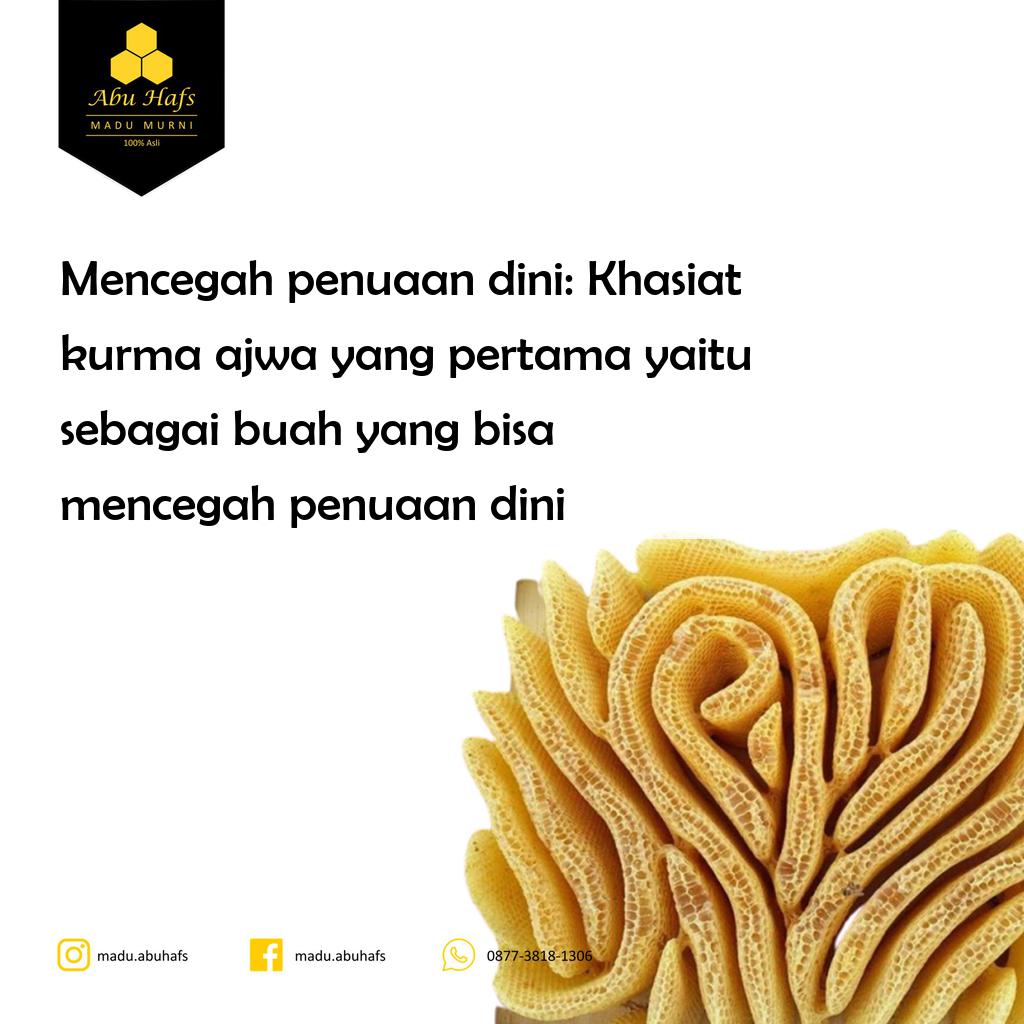 Abu Hafs
MADU MURNI
100% Asli
Mencegah penuaan dini: Khasiat
kurma ajwa yang pertama yaitu
sebagai buah yang bisa
mencegah penuaan dini
madu.abuhafs
madu.abuhafs
0877-3818-1306